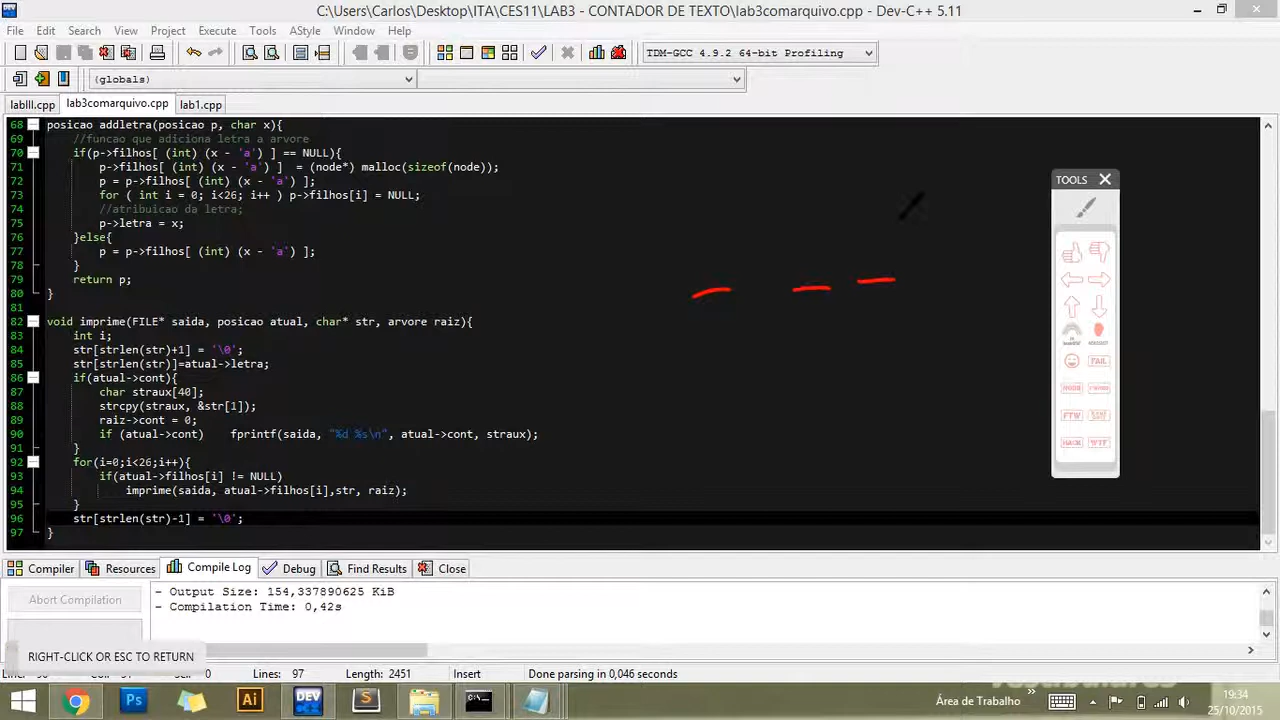 C:\Users\Carlos\Desktop\ITA\CES11\LAB3 - CONTADOR DE TEXTO\lab3comarquivo.cpp - Dev-C++ 5.11
File Edit Search View Project Execute Tools AStyle Window Help
TDM-GCC 4.9.2 64-bit Profiling
(globals)
labiII.cpp lab3comarquivo.cpp lab1.cpp
68 posicao addletra(posicao p, char x){
69 //funcao que adiciona letra a arvore
70 if(p->filhos[ (int) (x - 'a') ] == NULL){
71 p->filhos[ (int) (x - 'a') ] = (node*) malloc(sizeof(node));
72 p = p->filhos[ (int) (x - 'a') ];
73 for ( int i = 0; i<26; i++ ) p->filhos[i] = NULL;
74 //atribuicao da letra;
75 p->letra = x;
76 }else{
77 p = p->filhos[ (int) (x - 'a') ];
78 }
79 return p;
80 }
81
82 void imprime(FILE* saida, posicao atual, char* str, arvore raiz){
83 int i;
84 str[strlen(str)+1] = '\0';
85 str[strlen(str)]=atual->letra;
86 if(atual->cont){
87 char straux[40];
88 strcpy(straux, &str[1]);
89 raiz->cont = 0;
90 if (atual->cont) fprintf(saida, "%d %s\n", atual->cont, straux);
91 }
92 for(i=0;i<26;i++){
93 if(atual->filhos[i] != NULL)
94 imprime(saida, atual->filhos[i],str, raiz);
95 }
96 str[strlen(str)-1] = '\0';
97 }
TOOLS
FAIL
FTW
WTF
Compiler Resources Compile Log Debug Find Results Close
Abort Compilation
- Output Size: 154,337890625 KiB
- Compilation Time: 0,42s
RIGHT-CLICK OR ESC TO RETURN
Lines: 97 Length: 2451 Insert Done parsing in 0,046 seconds
Ps Ai DEV S
Área de Trabalho
19:34
25/10/2015